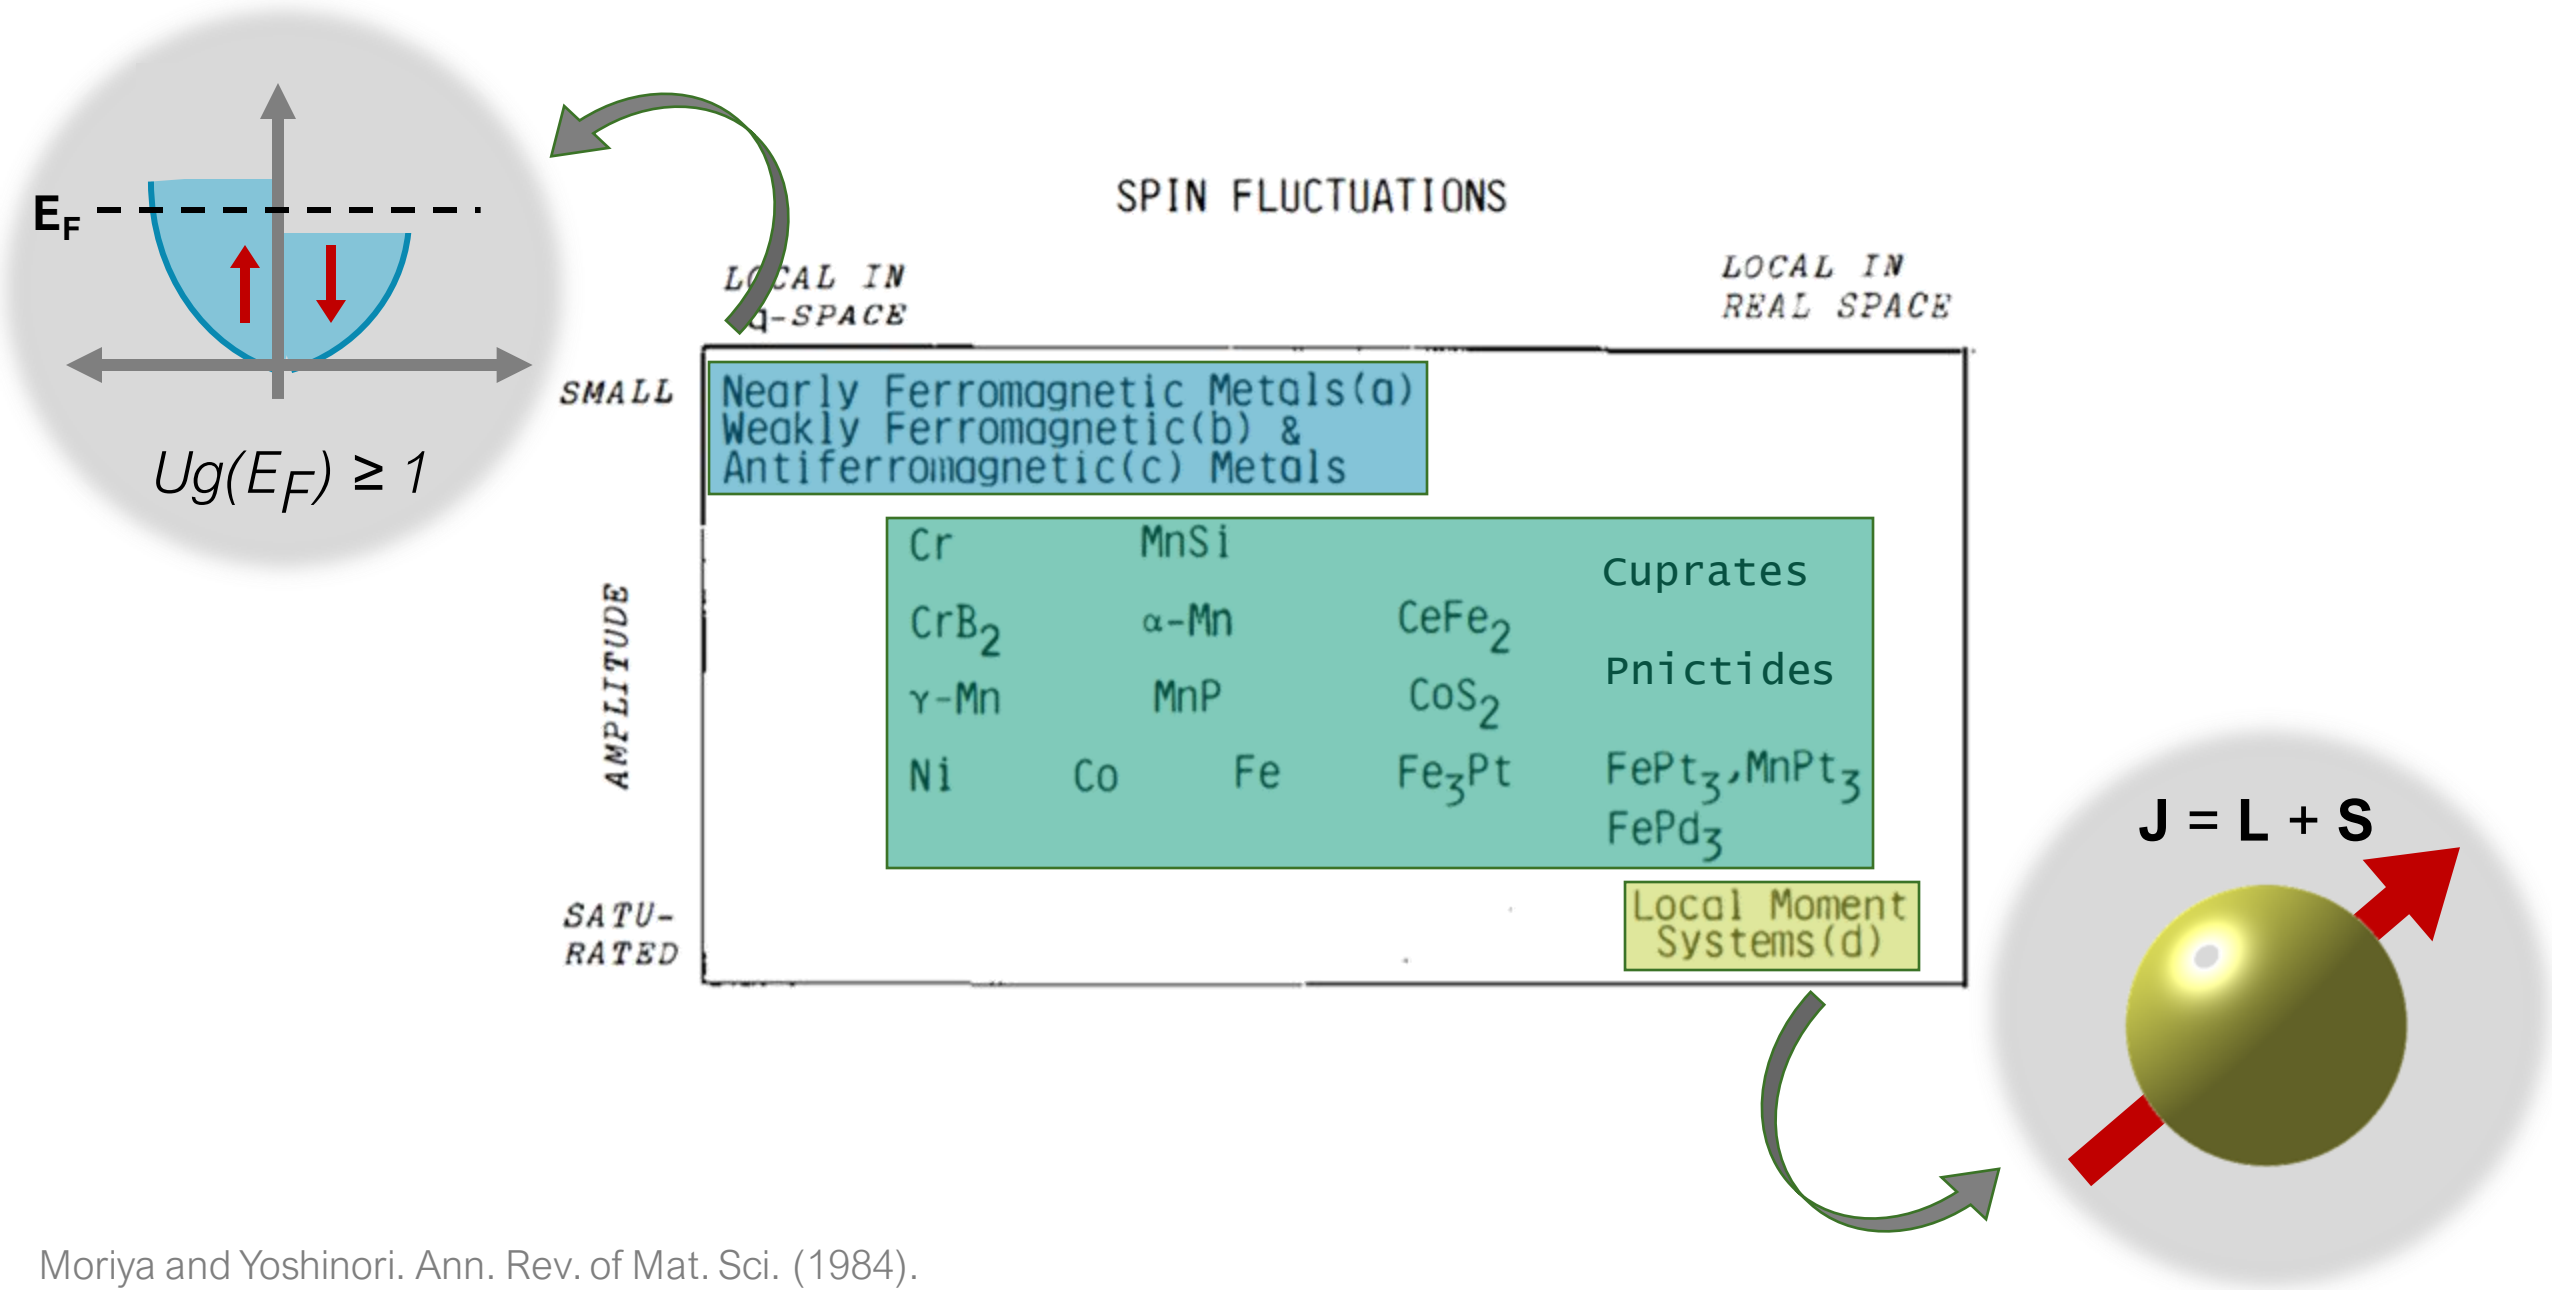 SPIN FLUCTUATIONS
LOCAL IN
q-SPACE
LOCAL IN
REAL SPACE
E_F
Ug(E_F) ≥ 1
SMALL
AMPLITUDE
SATU-
RATED
Nearly Ferromagnetic Metals(a)
Weakly Ferromagnetic(b) &
Antiferromagnetic(c) Metals
Cr MnSi Cuprates
CrB₂ α-Mn CeFe₂
Pnictides
γ-Mn MnP CoS₂
Ni Co Fe Fe₃Pt FePt₃,MnPt₃
FePd₃
Local Moment
Systems(d)
J = L + S
Moriya and Yoshinori. Ann. Rev. of Mat. Sci. (1984).